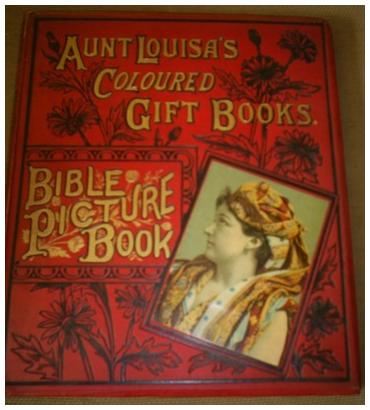 AUNT LOUISA'S
COLOURED
GIFT BOOKS.
BIBLE
PICTURE
BOOK